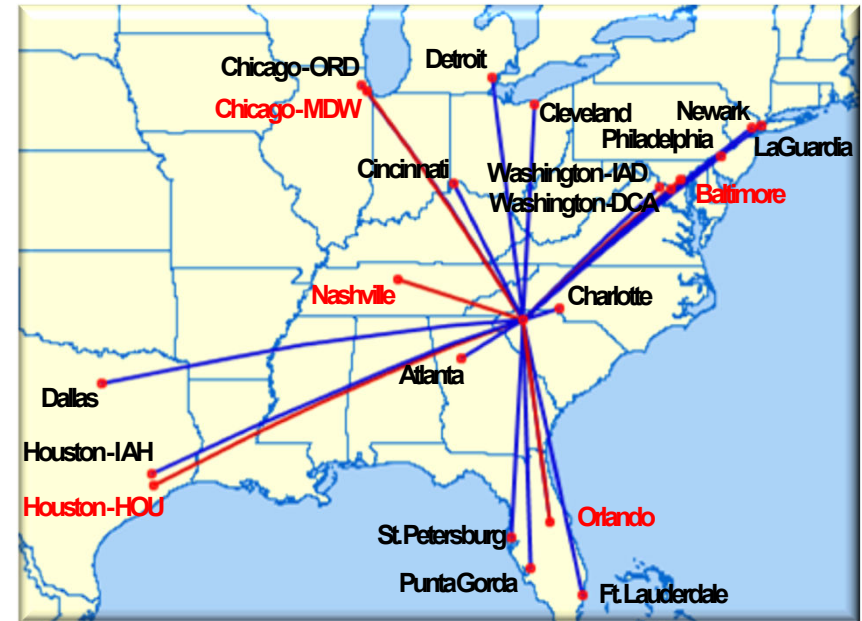 Detroit
Chicago-ORD
Chicago-MDW
Cleveland
Newark
Philadelphia
LaGuardia
Cincinnati
Washington-IAD
Washington-DCA
Baltimore
Nashville
Charlotte
Atlanta
Dallas
Houston-IAH
Houston-HOU
Orlando
St. Petersburg
Punta Gorda
Ft. Lauderdale